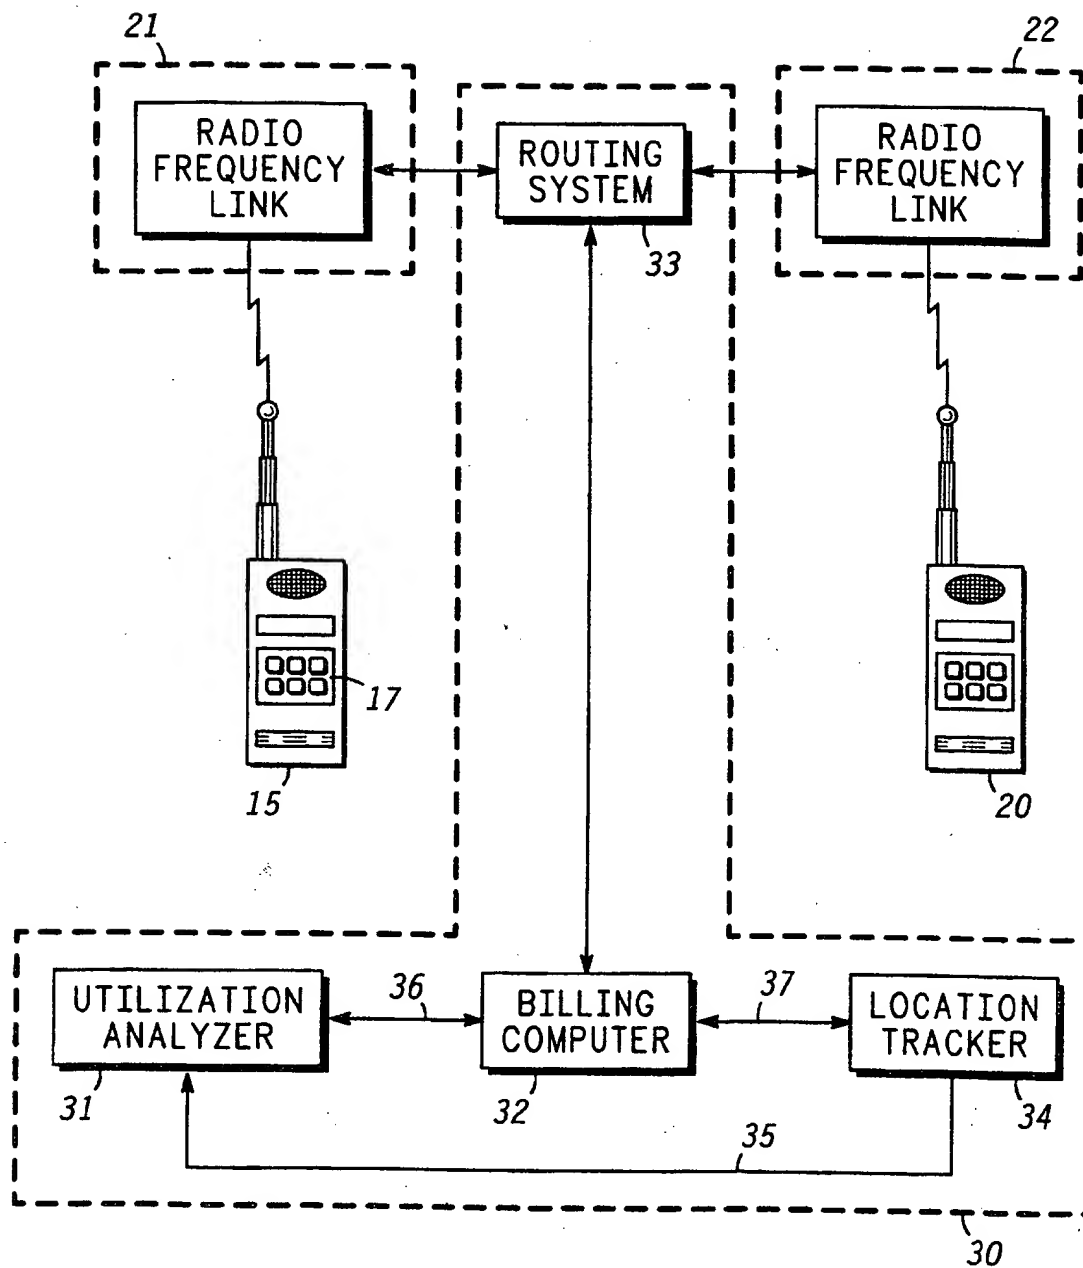 21
22
RADIO
FREQUENCY
LINK
ROUTING
SYSTEM
33
RADIO
FREQUENCY
LINK
17
15
20
UTILIZATION
ANALYZER
31
36
BILLING
COMPUTER
32
37
LOCATION
TRACKER
34
35
30